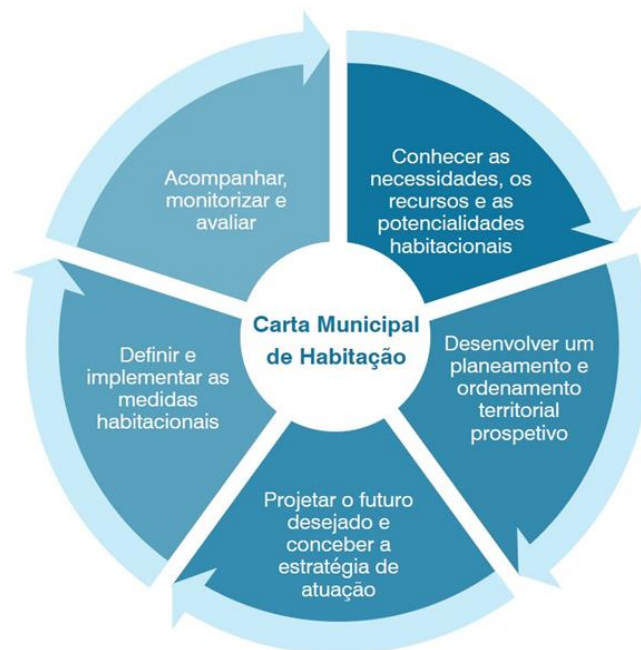 Carta Municipal
de Habitação
Conhecer as
necessidades, os
recursos e as
potencialidades
habitacionais
Desenvolver um
planeamento e
ordenamento
territorial
prospetivo
Projetar o futuro
desejado e
conceber a
estratégia de
atuação
Definir e
implementar as
medidas
habitacionais
Acompanhar,
monitorizar e
avaliar